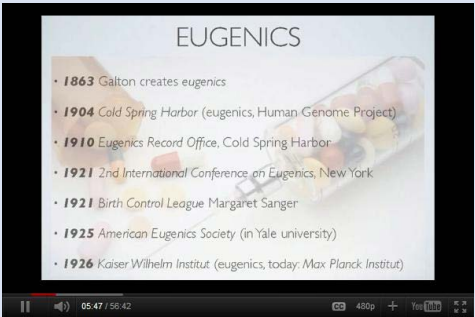 EUGENICS
• 1863 Galton creates eugenics
• 1904 Cold Spring Harbor (eugenics, Human Genome Project)
• 1910 Eugenics Record Office, Cold Spring Harbor
• 1921 2nd International Conference on Eugenics, New York
• 1921 Birth Control League Margaret Sanger
• 1925 American Eugenics Society (in Yale university)
• 1926 Kaiser Wilhelm Institut (eugenics, today: Max Planck Institut)
05:47 / 56:42 CC 480p YouTube